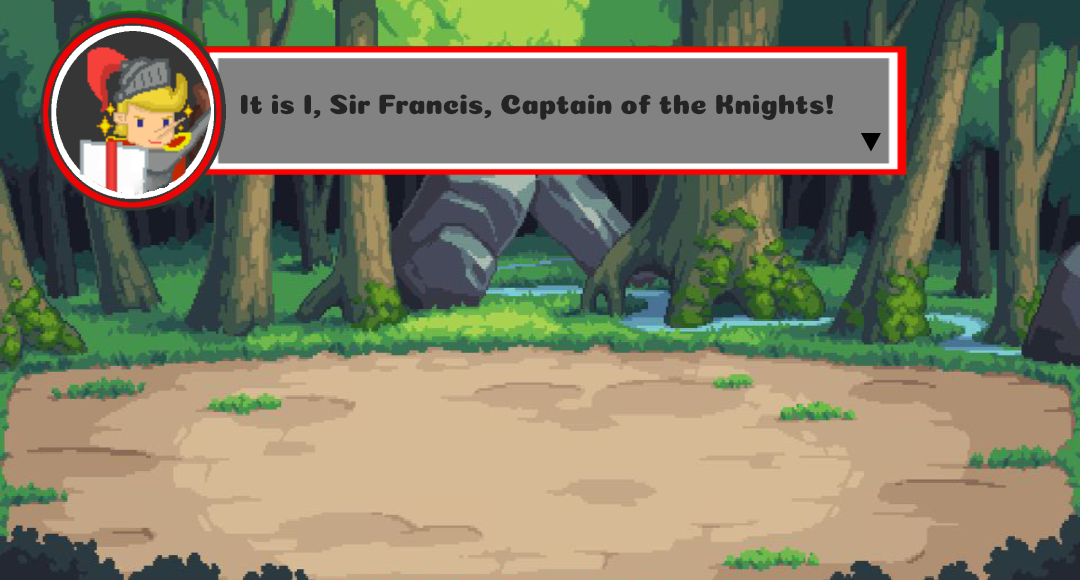 It is I, Sir Francis, Captain of the Knights!